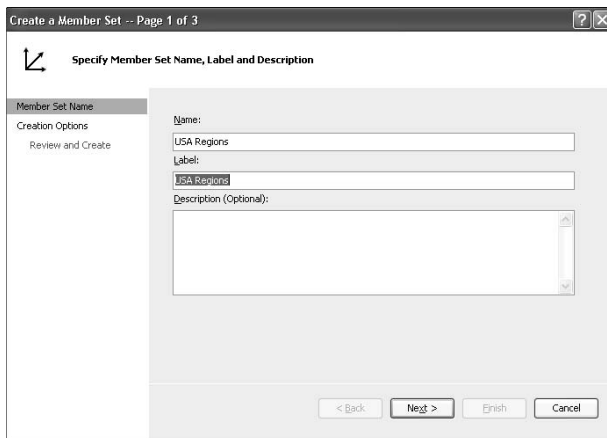 Create a Member Set -- Page 1 of 3
Specify Member Set Name, Label and Description
Member Set Name
Creation Options
Review and Create
Name:
USA Regions
Label:
USA Regions
Description (Optional):
< Back
Next >
Finish
Cancel